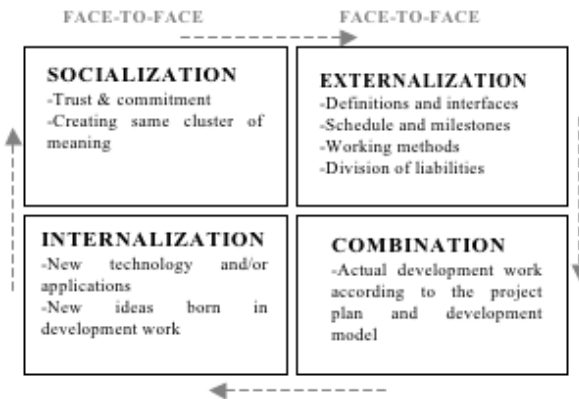 FACE-TO-FACE FACE-TO-FACE
SOCIALIZATION
-Trust & commitment
-Creating same cluster of
meaning
EXTERNALIZATION
-Definitions and interfaces
-Schedule and milestones
-Working methods
-Division of liabilities
INTERNALIZATION
-New technology and/or
applications
-New ideas born in
development work
COMBINATION
-Actual development work
according to the project
plan and development
model